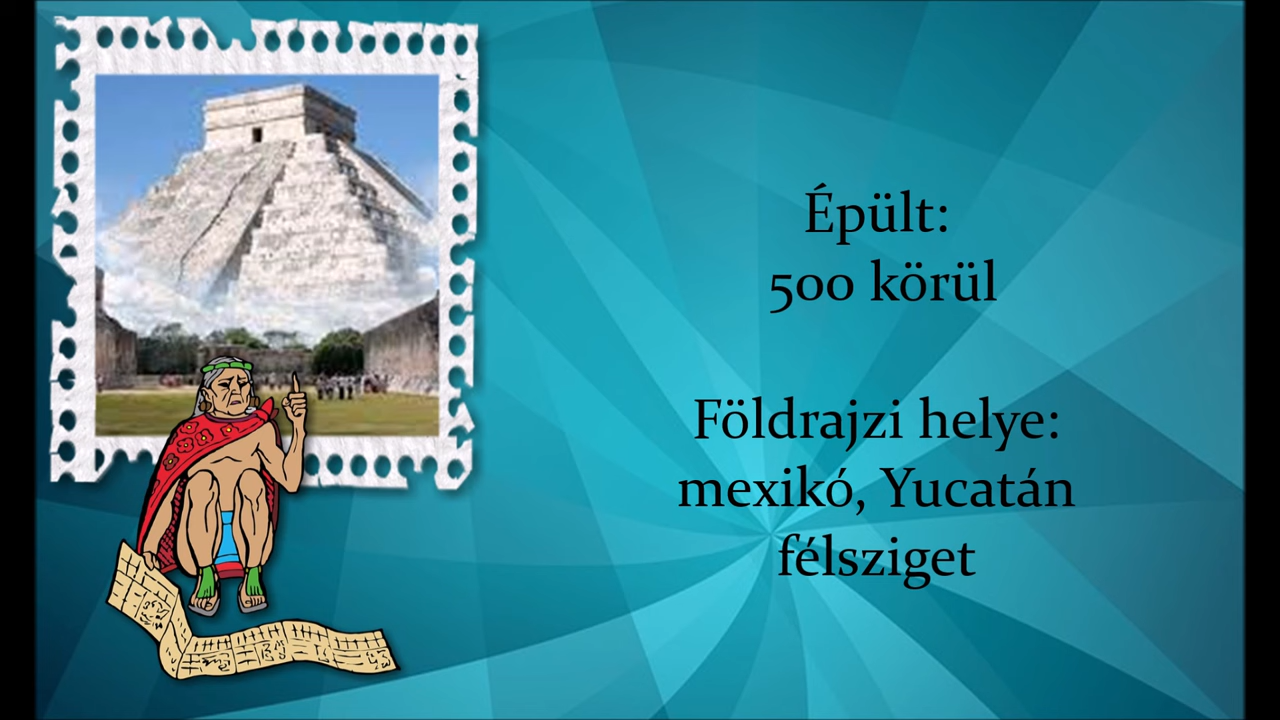 Épült:
500 körül
Földrajzi helye:
mexikó, Yucatán
félsziget